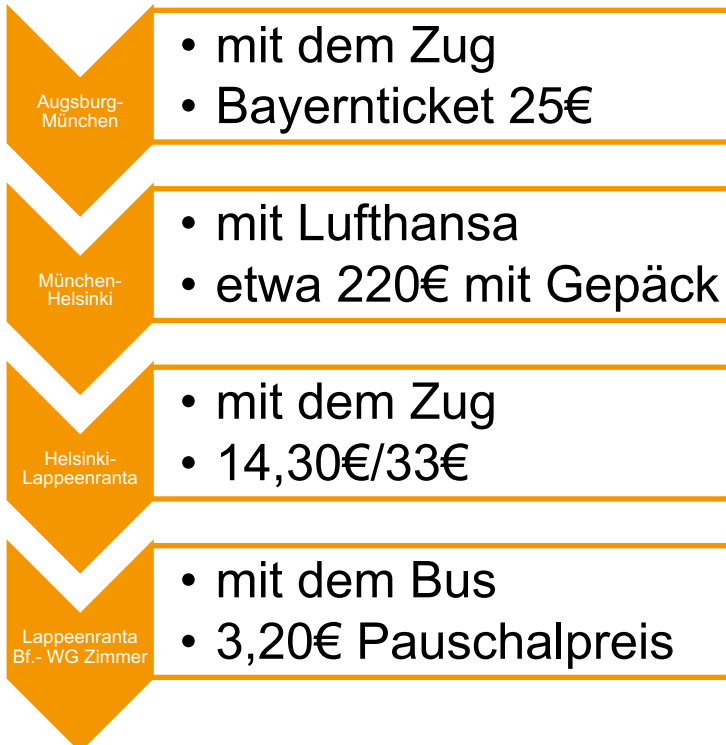 Augsburg-
München
• mit dem Zug
• Bayernticket 25€
München-
Helsinki
• mit Lufthansa
• etwa 220€ mit Gepäck
Helsinki-
Lappeenranta
• mit dem Zug
• 14,30€/33€
Lappeenranta
Bf.- WG Zimmer
• mit dem Bus
• 3,20€ Pauschalpreis